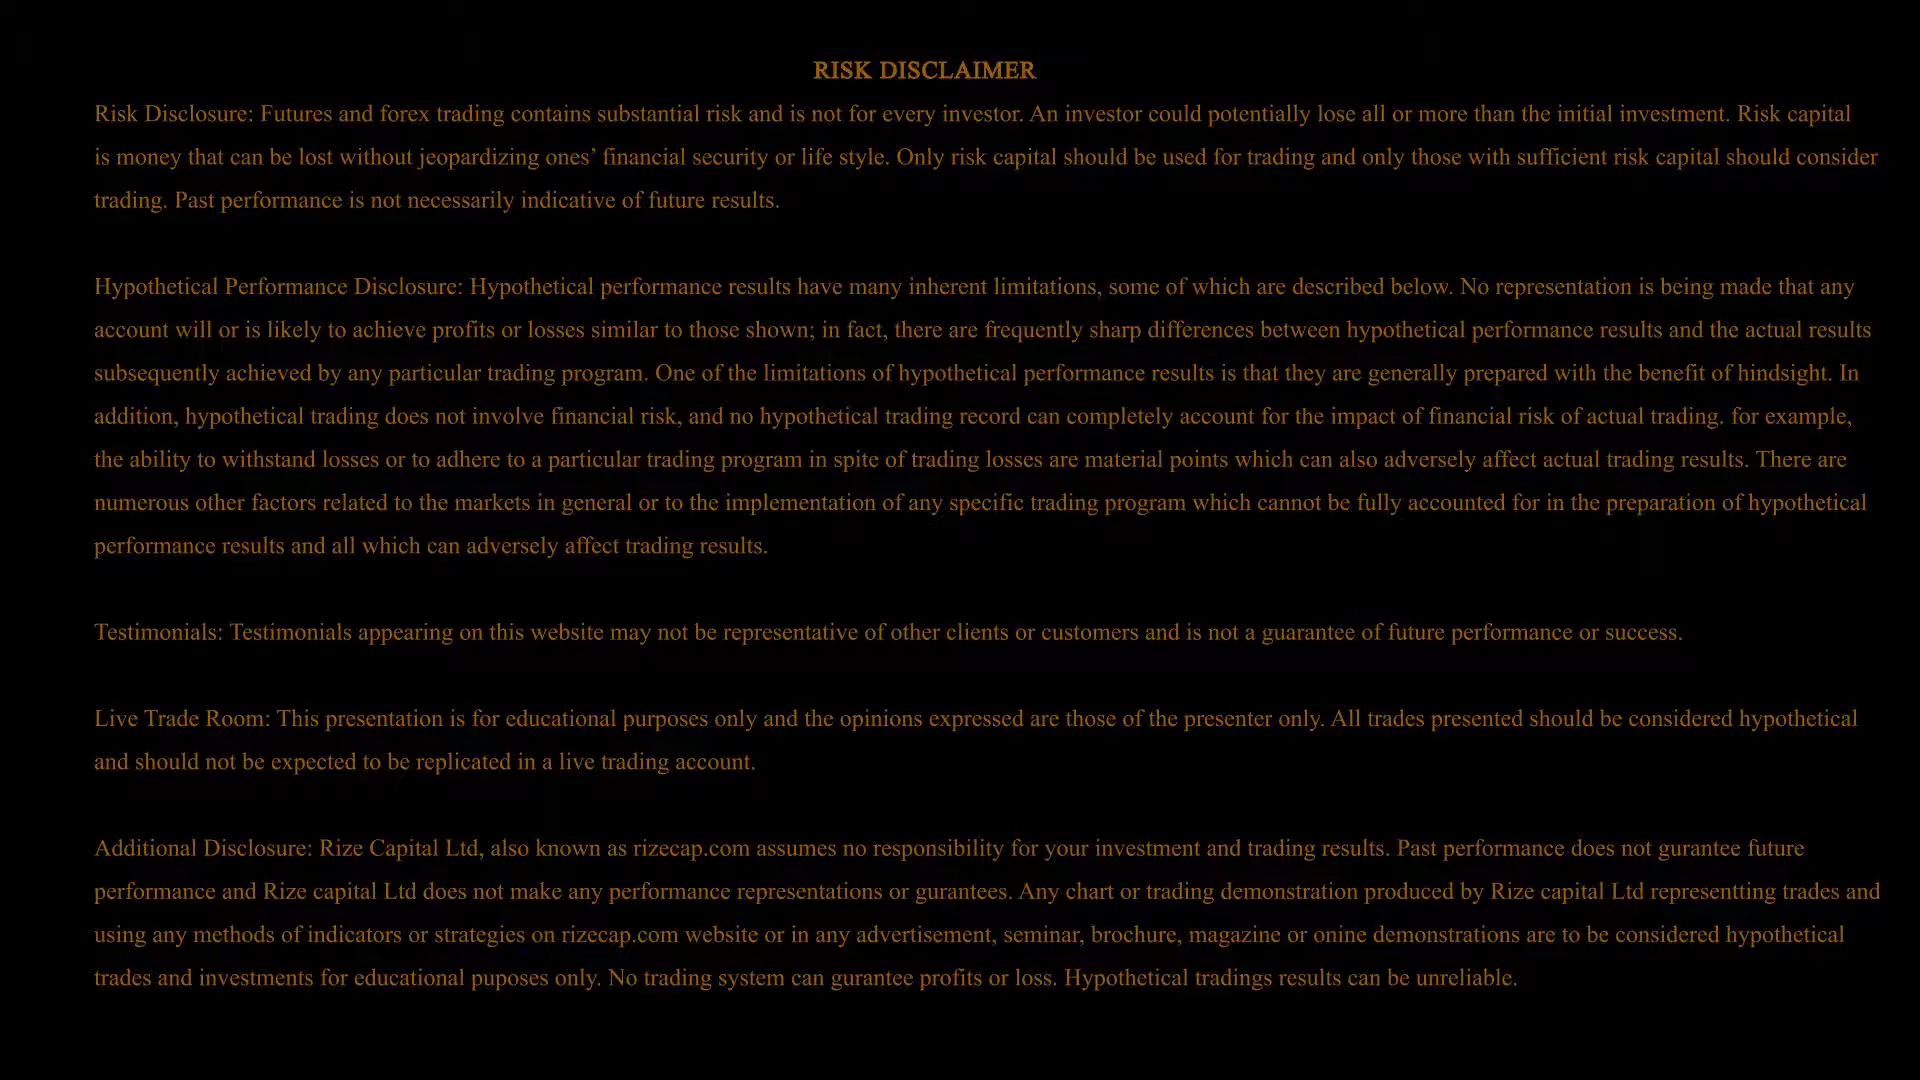 RISK DISCLAIMER
Risk Disclosure: Futures and forex trading contains substantial risk and is not for every investor. An investor could potentially lose all or more than the initial investment. Risk capital
is money that can be lost without jeopardizing ones’ financial security or life style. Only risk capital should be used for trading and only those with sufficient risk capital should consider
trading. Past performance is not necessarily indicative of future results.
Hypothetical Performance Disclosure: Hypothetical performance results have many inherent limitations, some of which are described below. No representation is being made that any
account will or is likely to achieve profits or losses similar to those shown; in fact, there are frequently sharp differences between hypothetical performance results and the actual results
subsequently achieved by any particular trading program. One of the limitations of hypothetical performance results is that they are generally prepared with the benefit of hindsight. In
addition, hypothetical trading does not involve financial risk, and no hypothetical trading record can completely account for the impact of financial risk of actual trading. for example,
the ability to withstand losses or to adhere to a particular trading program in spite of trading losses are material points which can also adversely affect actual trading results. There are
numerous other factors related to the markets in general or to the implementation of any specific trading program which cannot be fully accounted for in the preparation of hypothetical
performance results and all which can adversely affect trading results.
Testimonials: Testimonials appearing on this website may not be representative of other clients or customers and is not a guarantee of future performance or success.
Live Trade Room: This presentation is for educational purposes only and the opinions expressed are those of the presenter only. All trades presented should be considered hypothetical
and should not be expected to be replicated in a live trading account.
Additional Disclosure: Rize Capital Ltd, also known as rizecap.com assumes no responsibility for your investment and trading results. Past performance does not gurantee future
performance and Rize capital Ltd does not make any performance representations or gurantees. Any chart or trading demonstration produced by Rize capital Ltd representting trades and
using any methods of indicators or strategies on rizecap.com website or in any advertisement, seminar, brochure, magazine or onine demonstrations are to be considered hypothetical
trades and investments for educational puposes only. No trading system can gurantee profits or loss. Hypothetical tradings results can be unreliable.